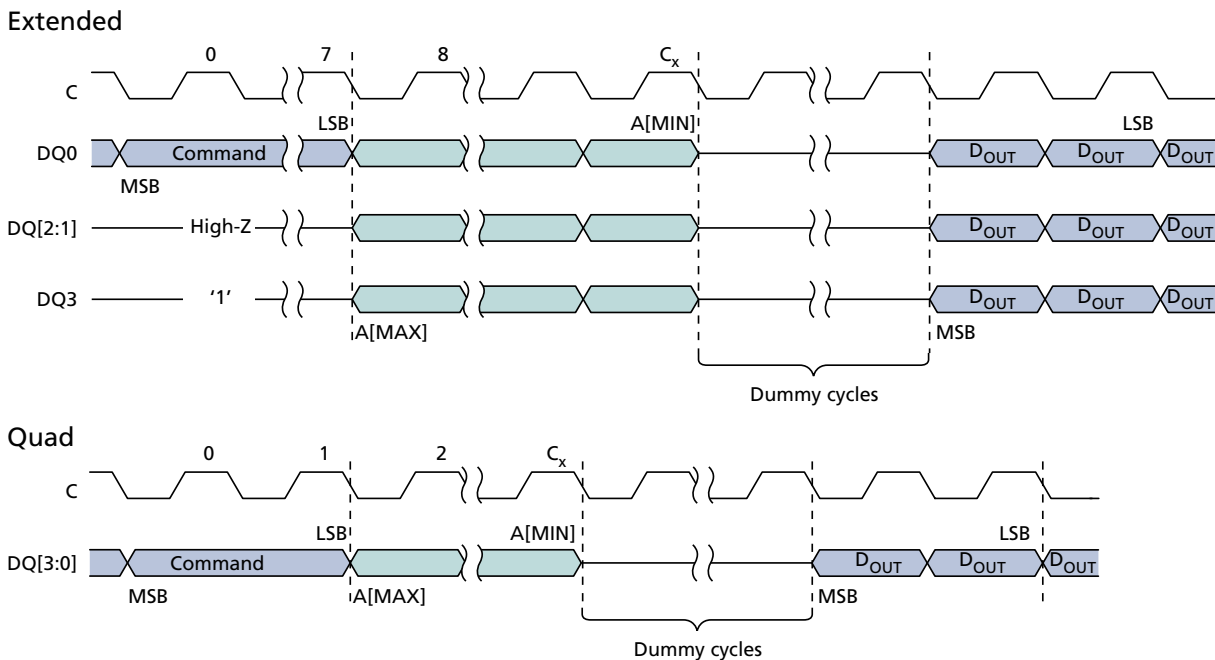 Extended
0 7 8 Cx
C
LSB A[MIN] LSB
DQ0 Command DOUT DOUT DOUT
MSB
DQ[2:1] High-Z DOUT DOUT DOUT
DQ3 ‘1’ DOUT DOUT DOUT
A[MAX] MSB
Dummy cycles
Quad
0 1 2 Cx
C
LSB A[MIN] LSB
DQ[3:0] Command DOUT DOUT DOUT
MSB A[MAX] MSB
Dummy cycles